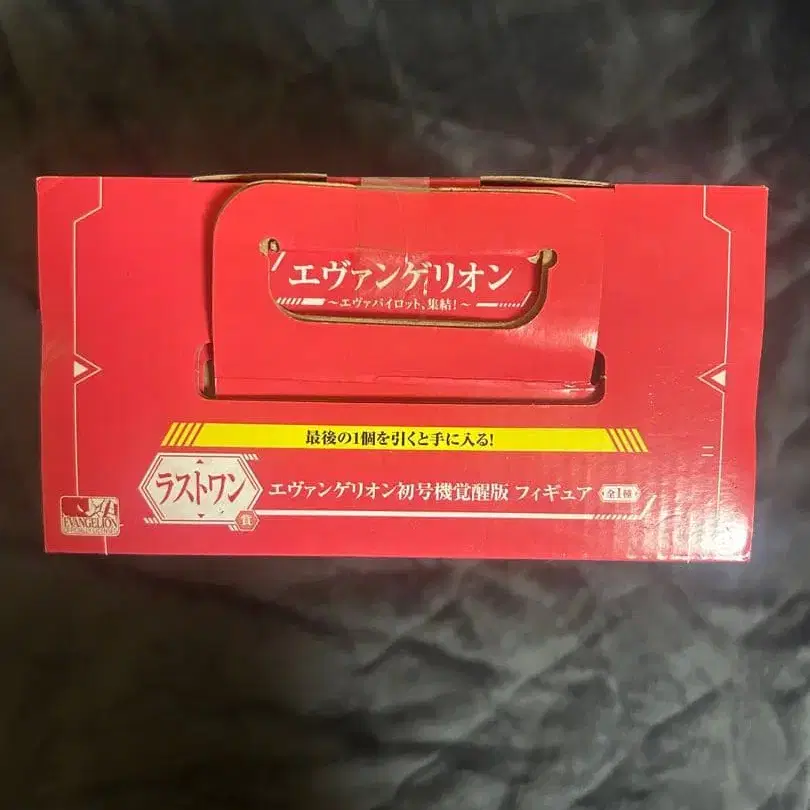 エヴァンゲリオン
～エヴァパイロット、集結！～
最後の1個を引くと手に入る！
ラストワン
賞
エヴァンゲリオン初号機覚醒版 フィギュア
全1種
EVANGELION